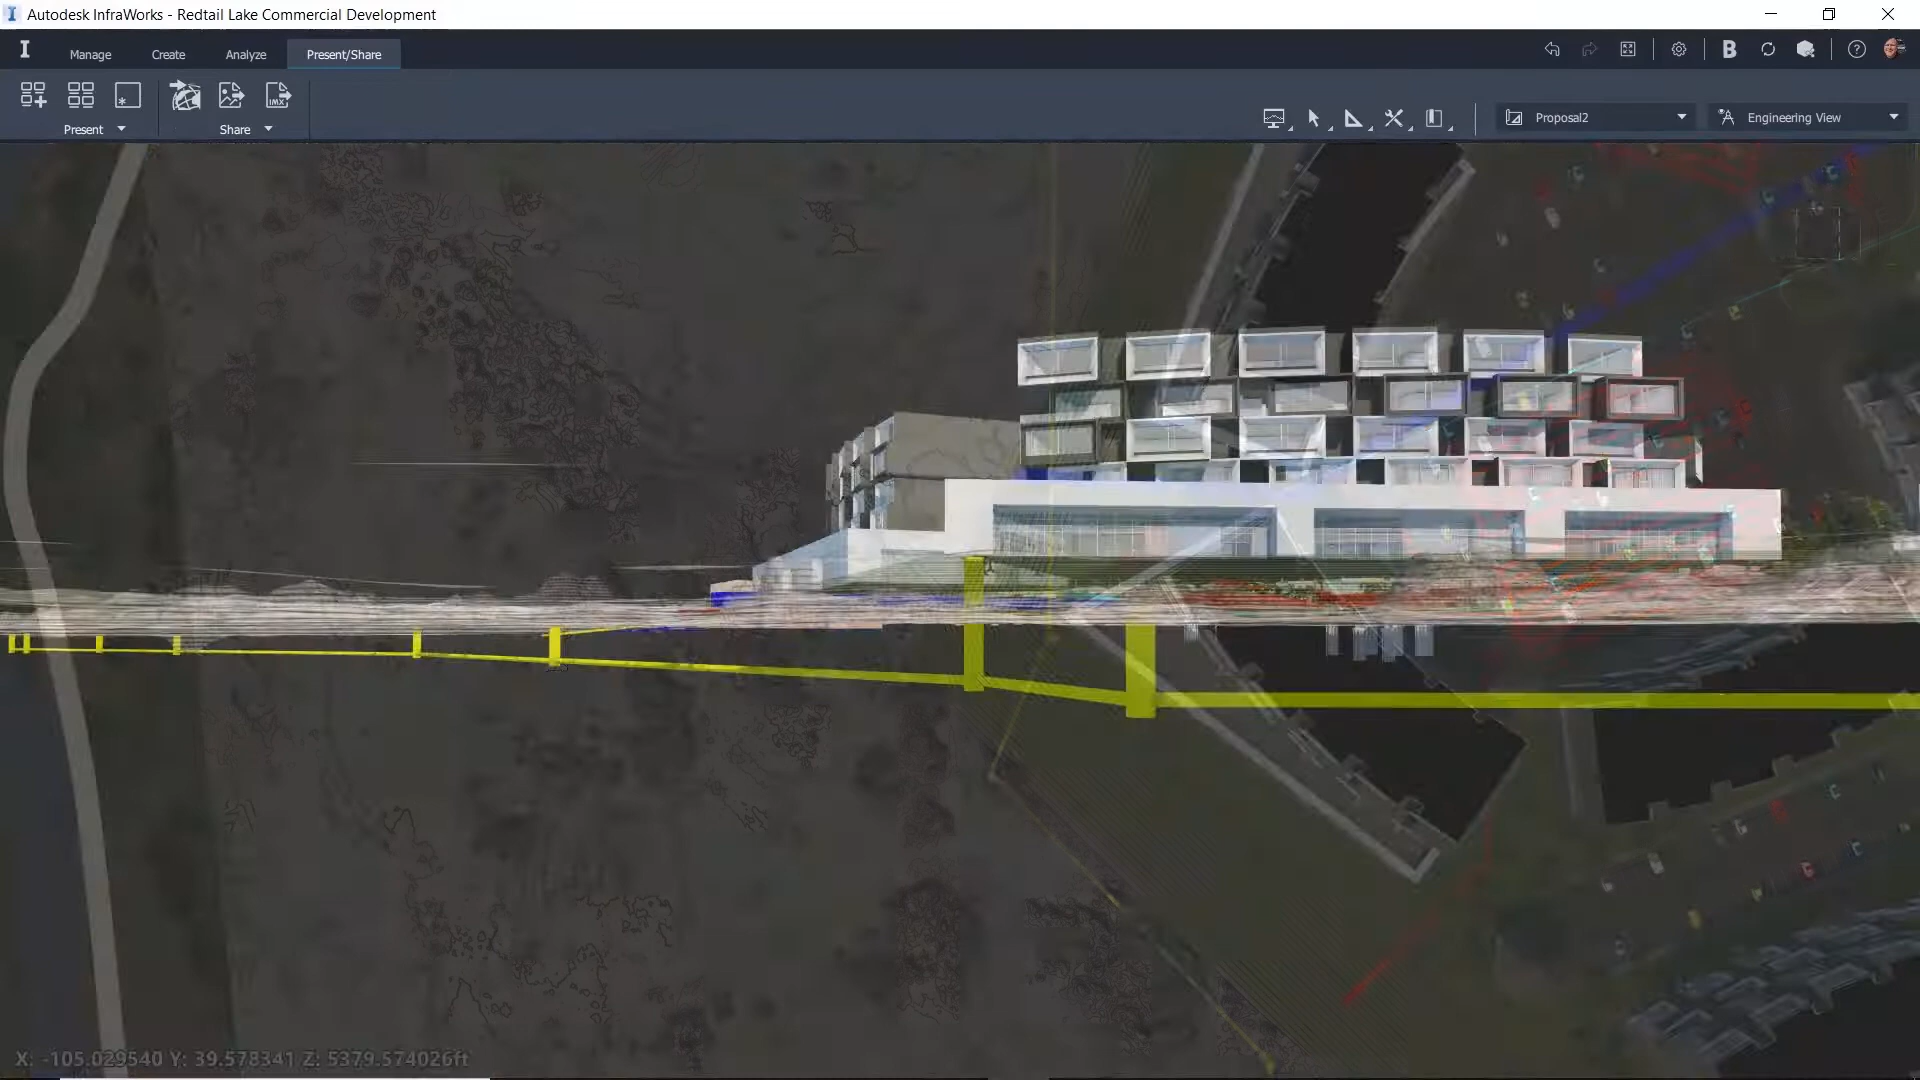 I Autodesk InfraWorks - Redtail Lake Commercial Development
I Manage Create Analyze Present/Share B ?
IMX
Present Share
Proposal2 Engineering View
X: -105.029540 Y: 39.578341 Z: 5379.574026ft